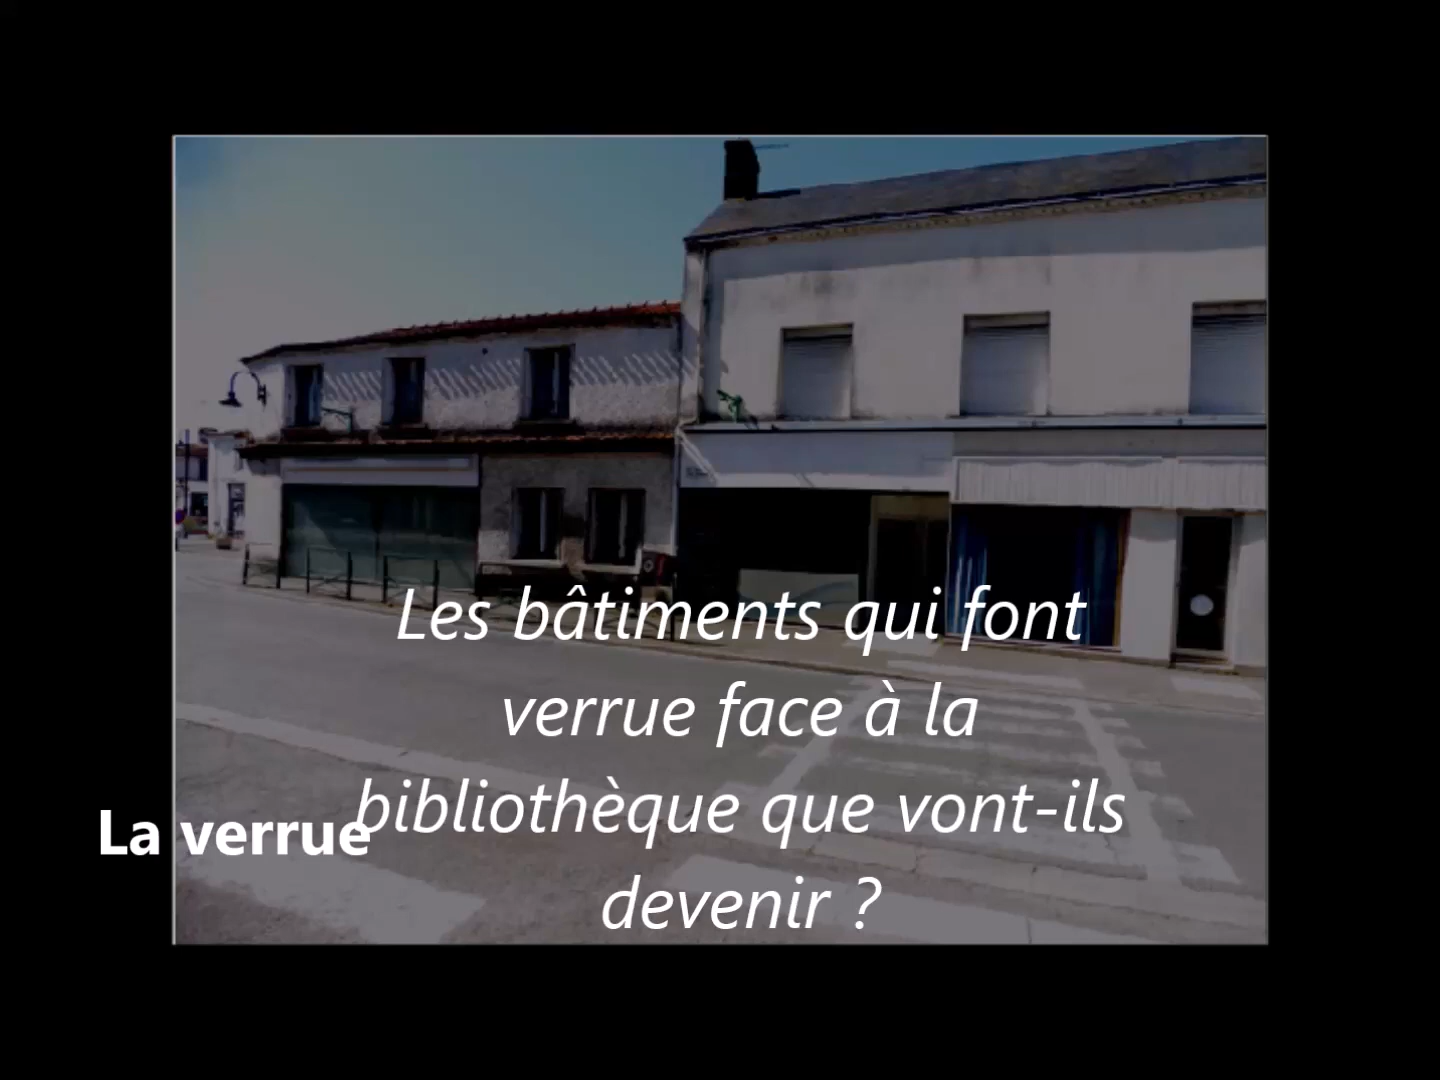 Les bâtiments qui font
verrue face à la
bibliothèque que vont-ils
devenir ?
La verrue